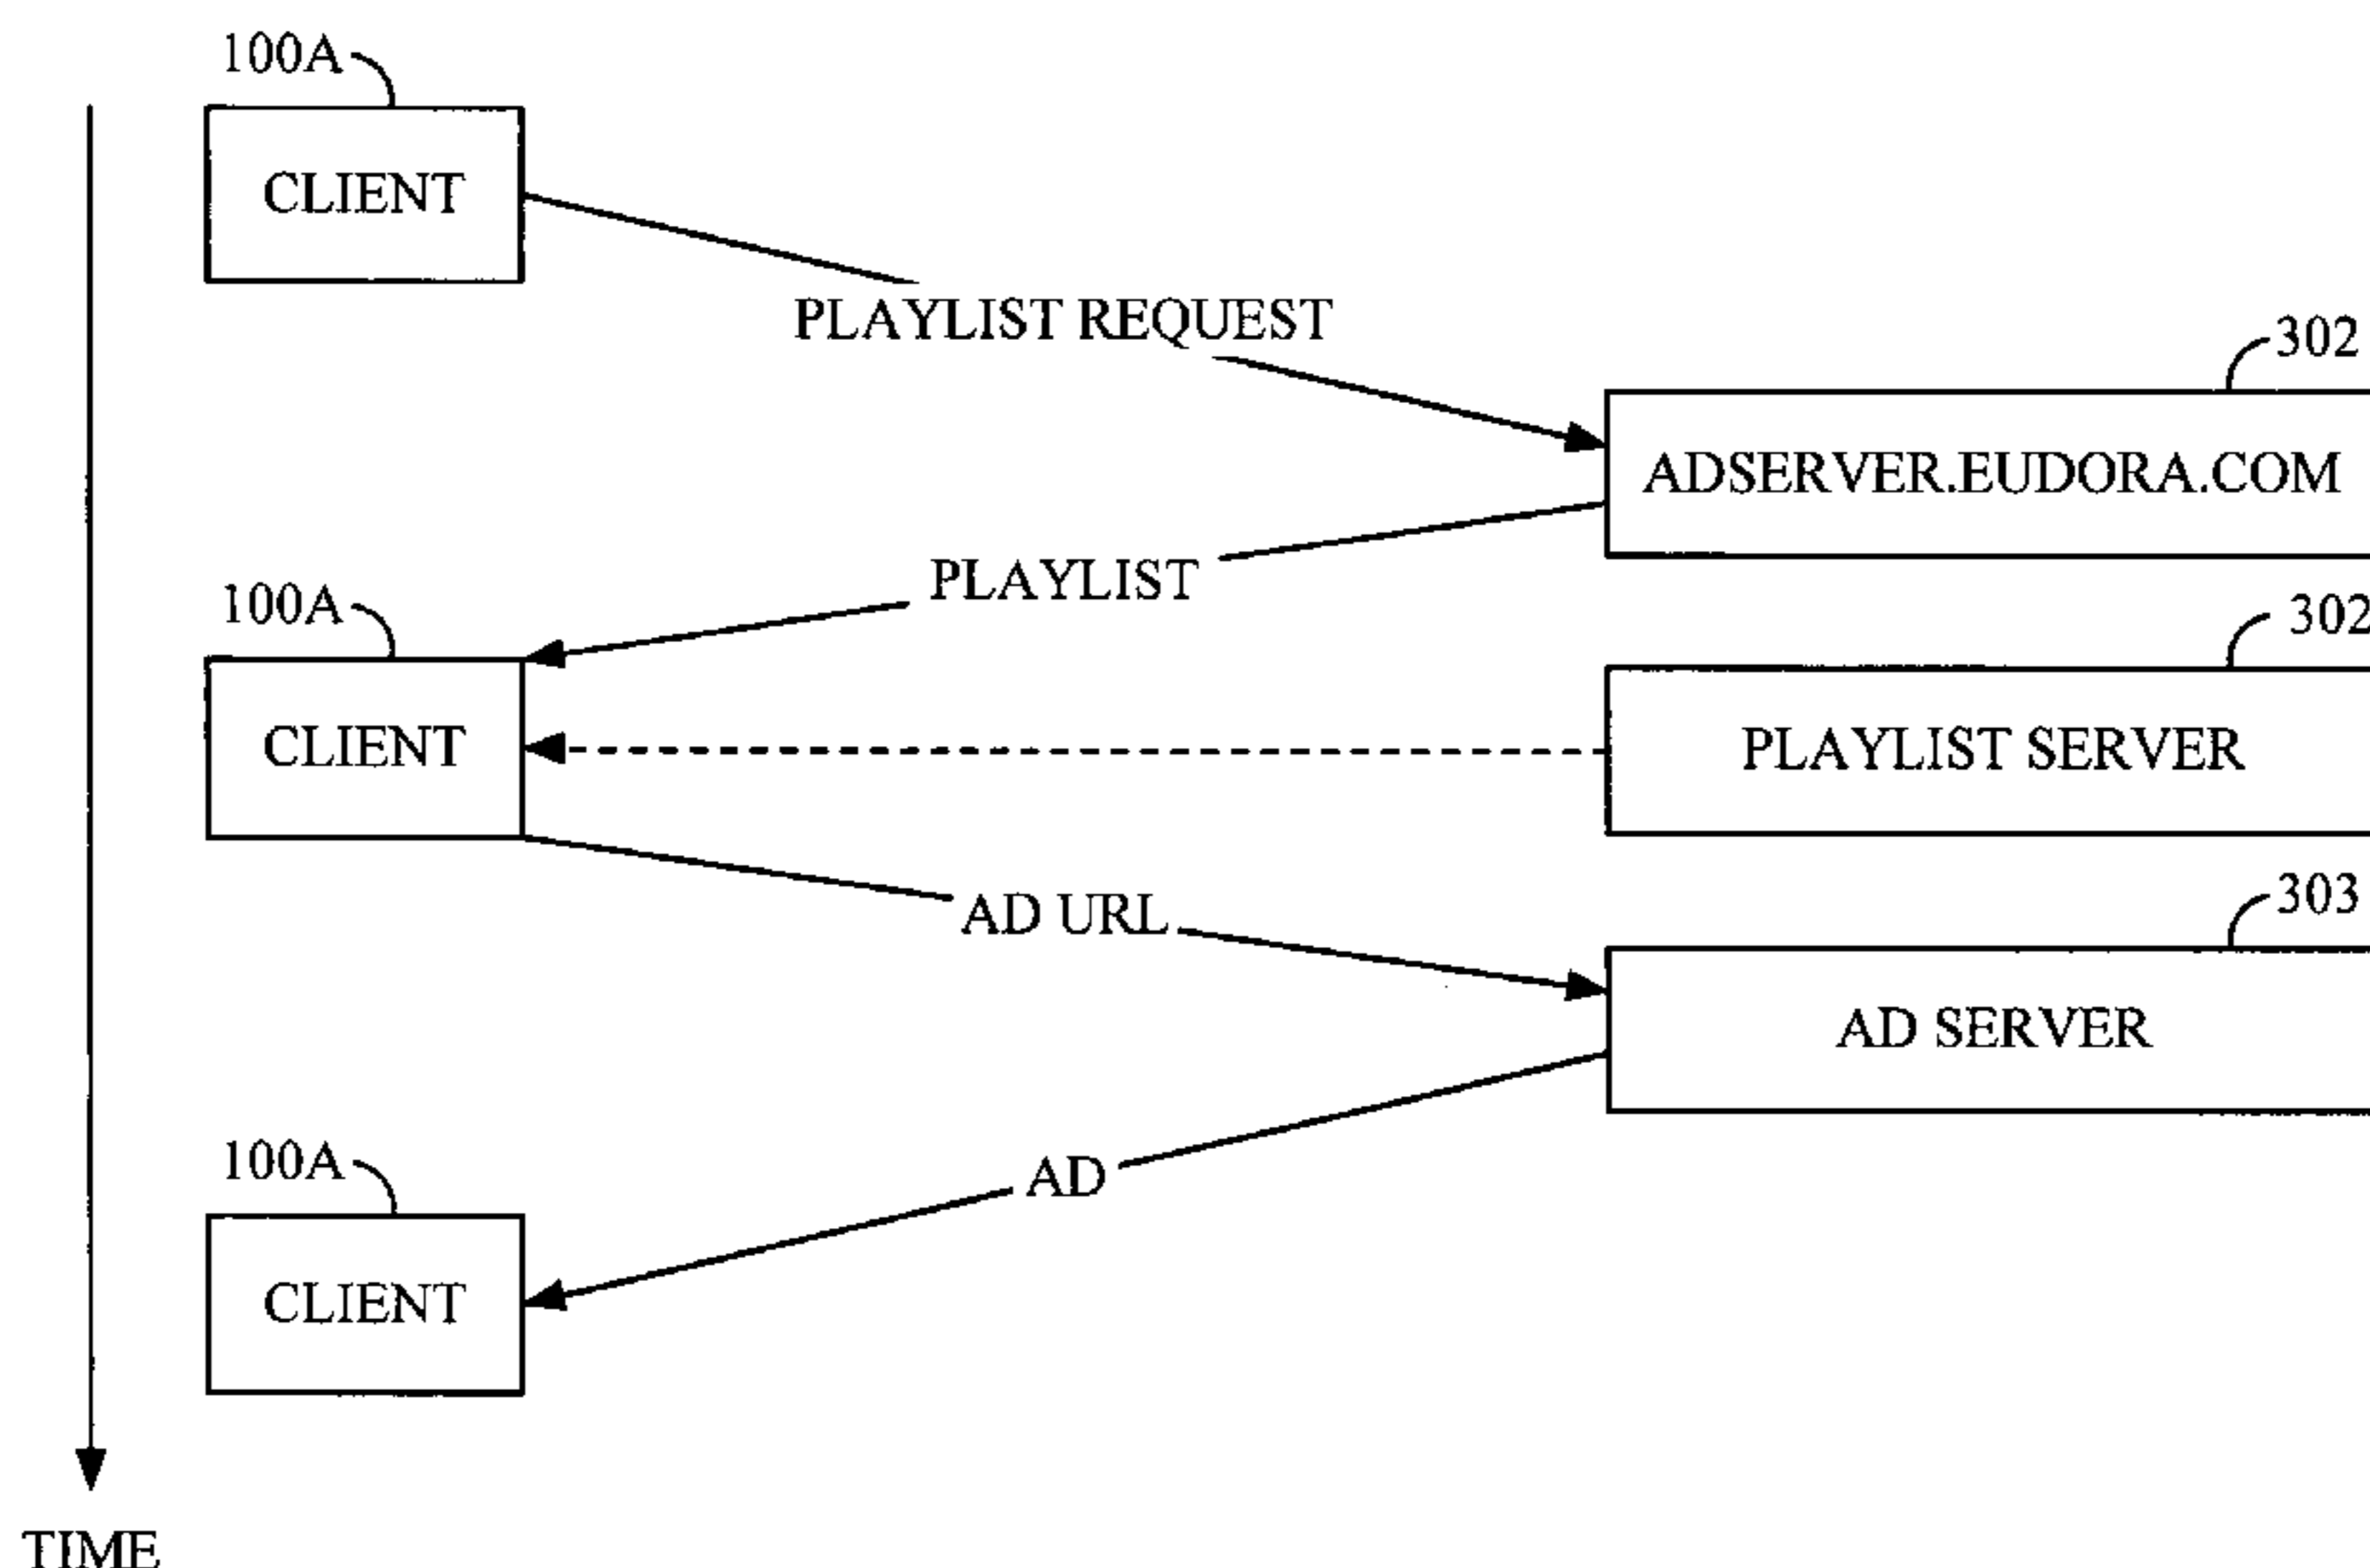 100A
CLIENT
PLAYLIST REQUEST
302
ADSERVER.EUDORA.COM
PLAYLIST
100A
302
CLIENT
PLAYLIST SERVER
AD URL
303
AD SERVER
100A
AD
CLIENT
TIME